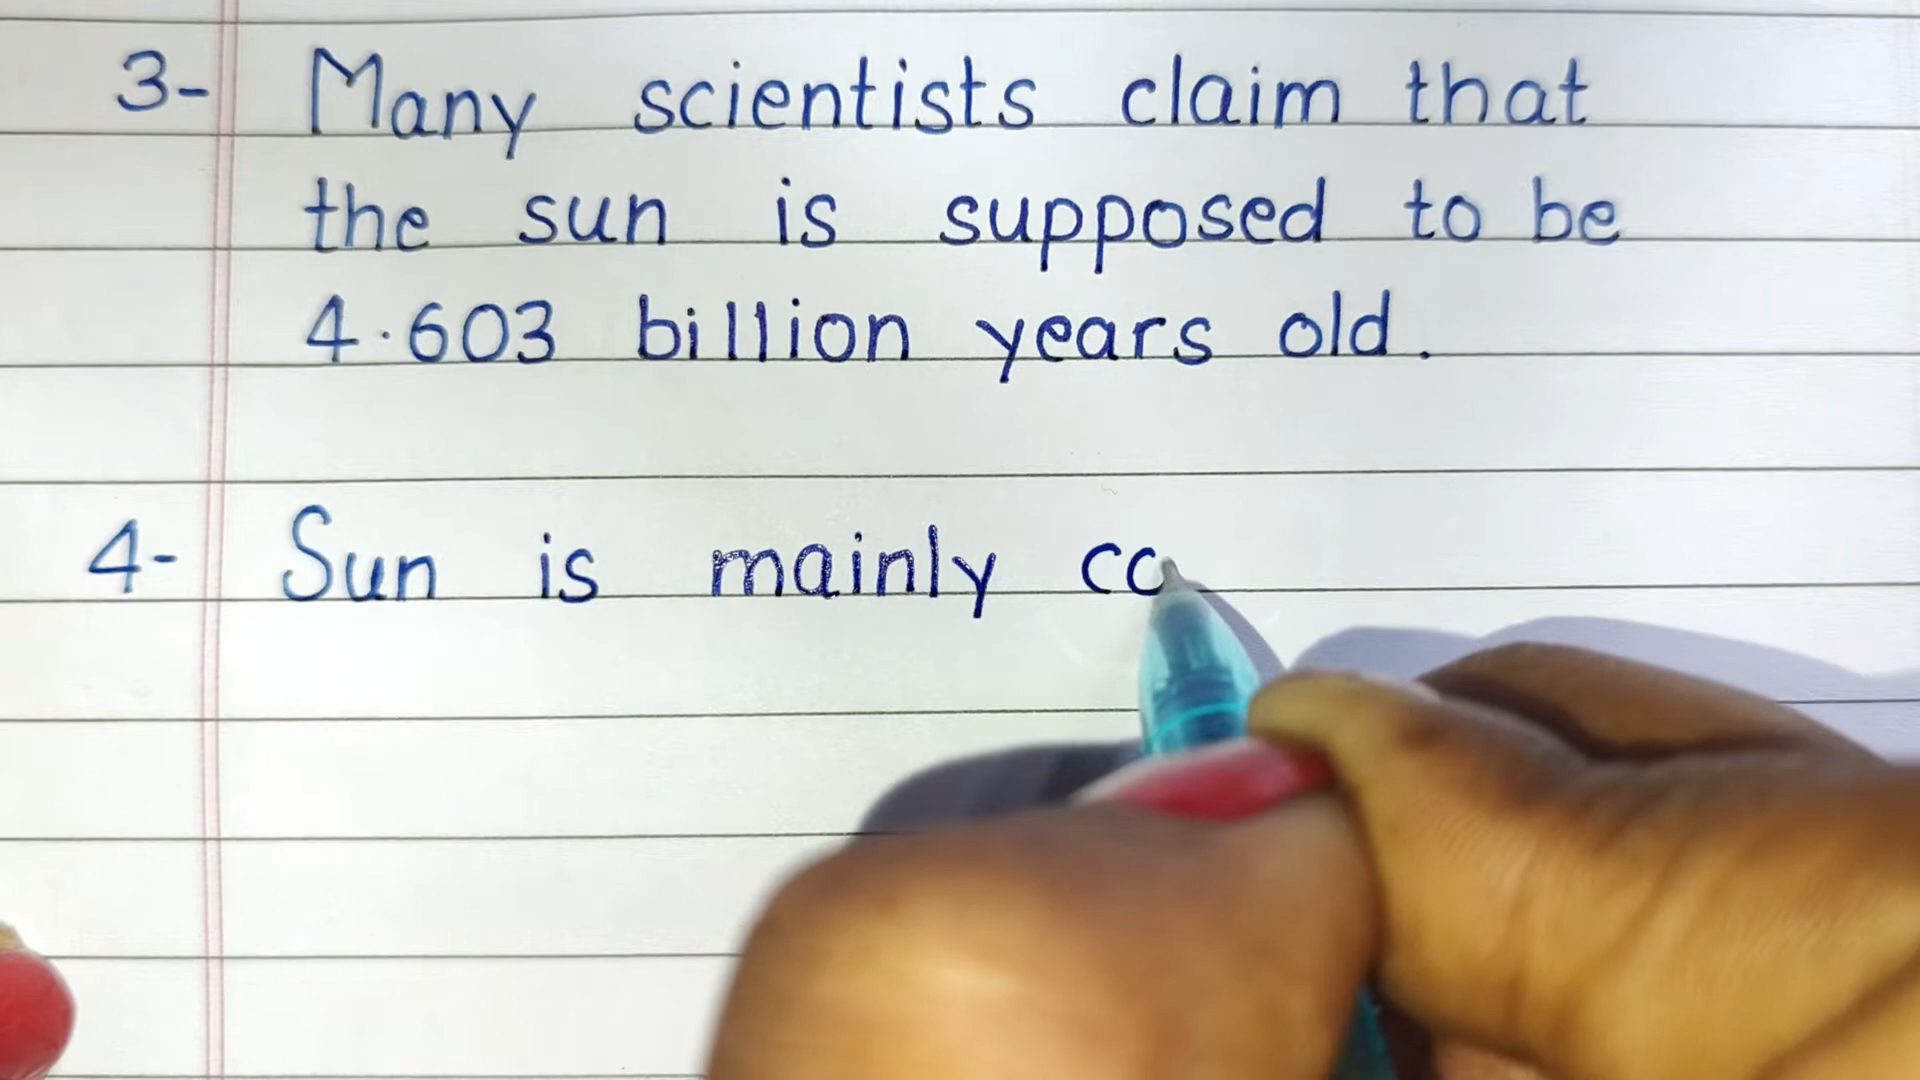 3- Many scientists claim that
the sun is supposed to be
4.603 billion years old.
4- Sun is mainly co